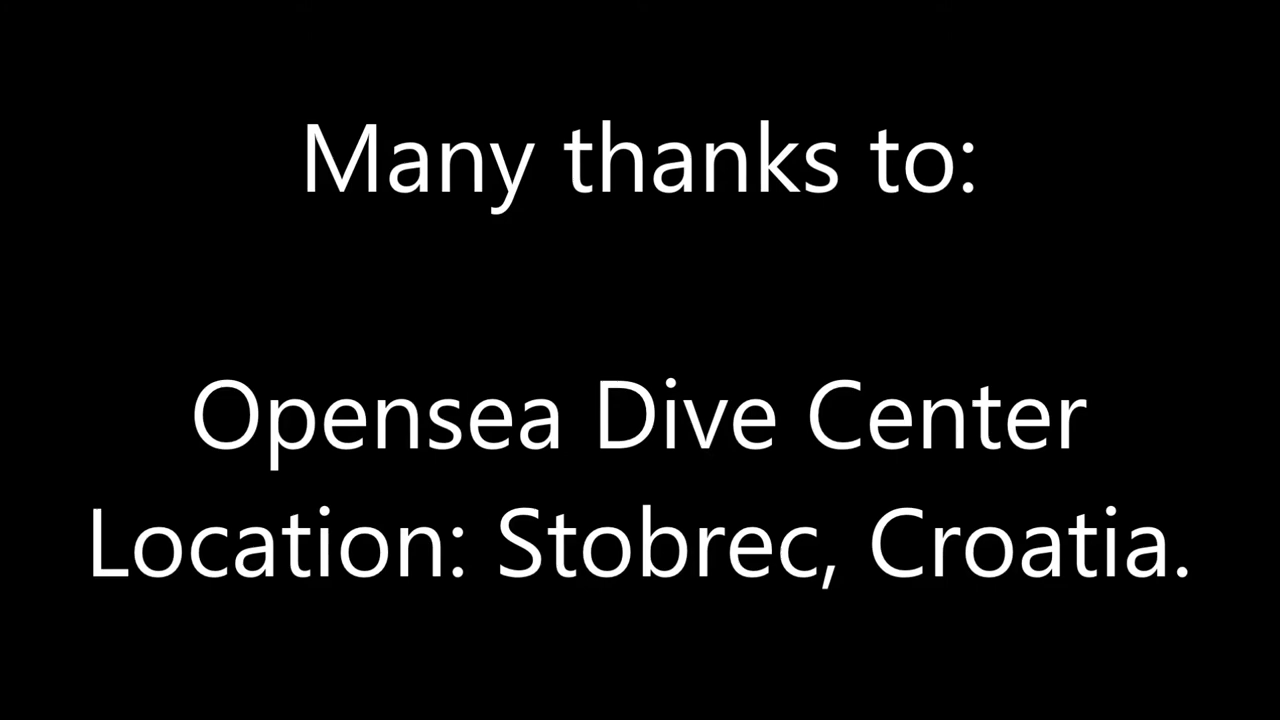 Many thanks to:
Opensea Dive Center
Location: Stobrec, Croatia.